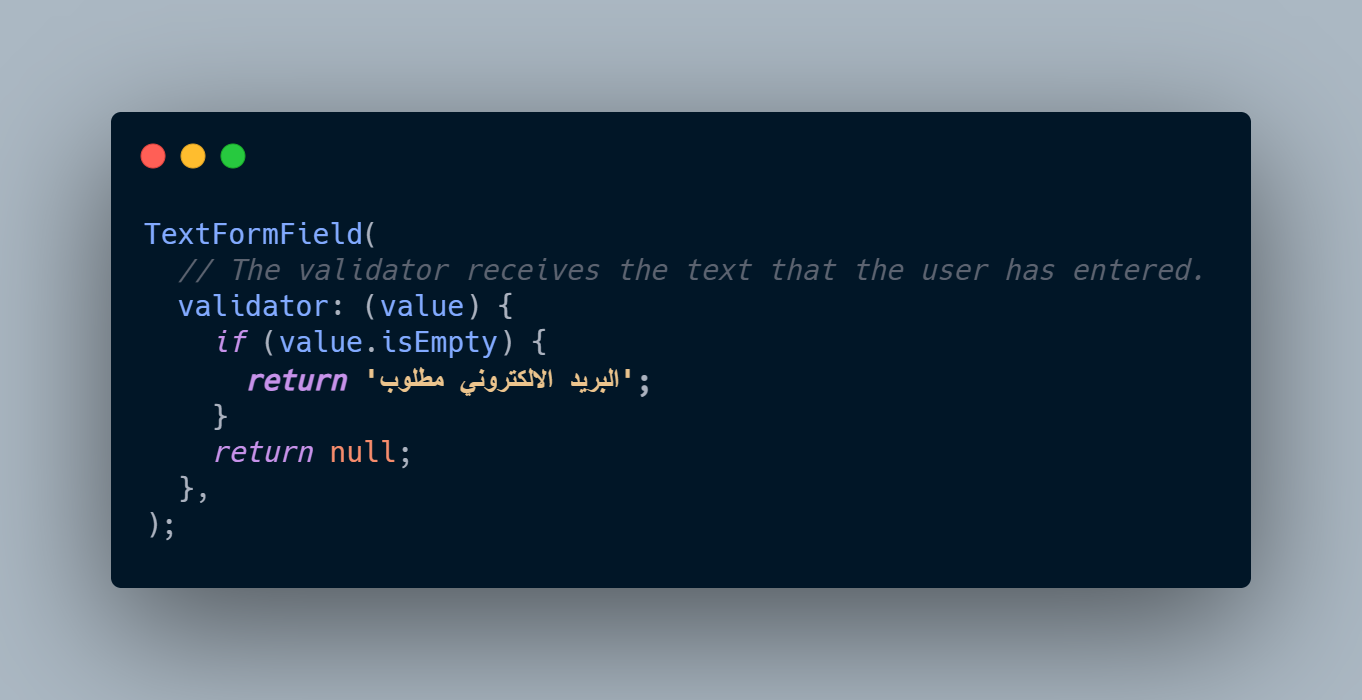 TextFormField(
  // The validator receives the text that the user has entered.
  validator: (value) {
    if (value.isEmpty) {
      return 'البريد الالكتروني مطلوب';
    }
    return null;
  },
);